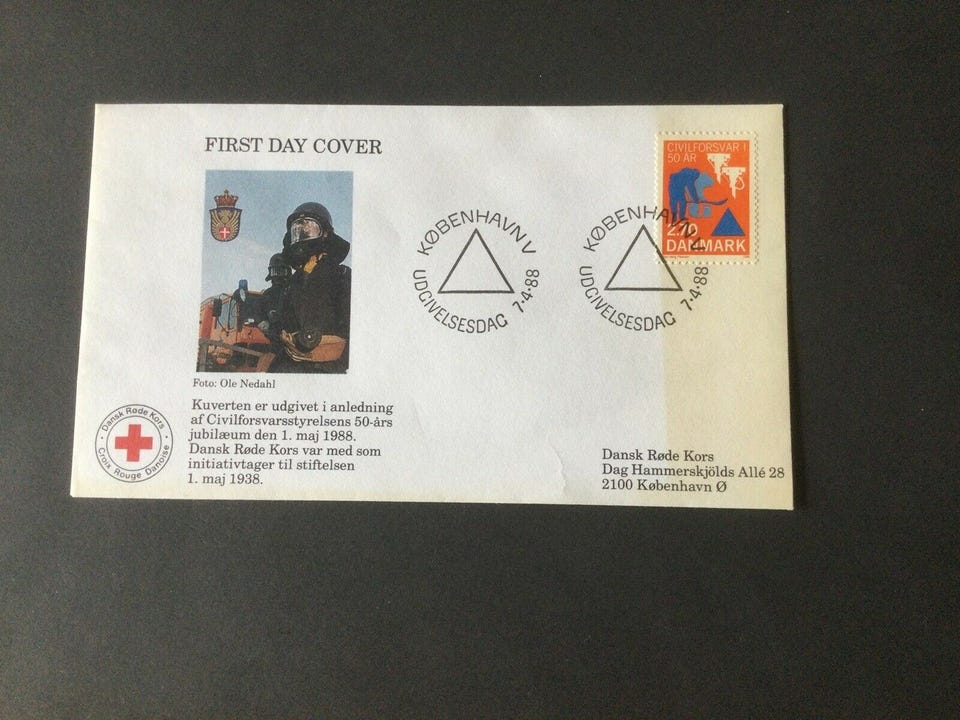 FIRST DAY COVER
CIVILFORSVAR I
50 ÅR
2.70
DANMARK
KØBENHAVN V
UDGIVELSESDAG 7·4·88
KØBENHAVN V
UDGIVELSESDAG 7·4·88
Foto: Ole Nedahl
Kuverten er udgivet i anledning
af Civilforsvarsstyrelsens 50-års
jubilæum den 1. maj 1988.
Dansk Røde Kors var med som
initiativtager til stiftelsen
1. maj 1938.
Dansk Røde Kors
Croix Rouge Danoise
Dansk Røde Kors
Dag Hammerskjölds Allé 28
2100 København Ø